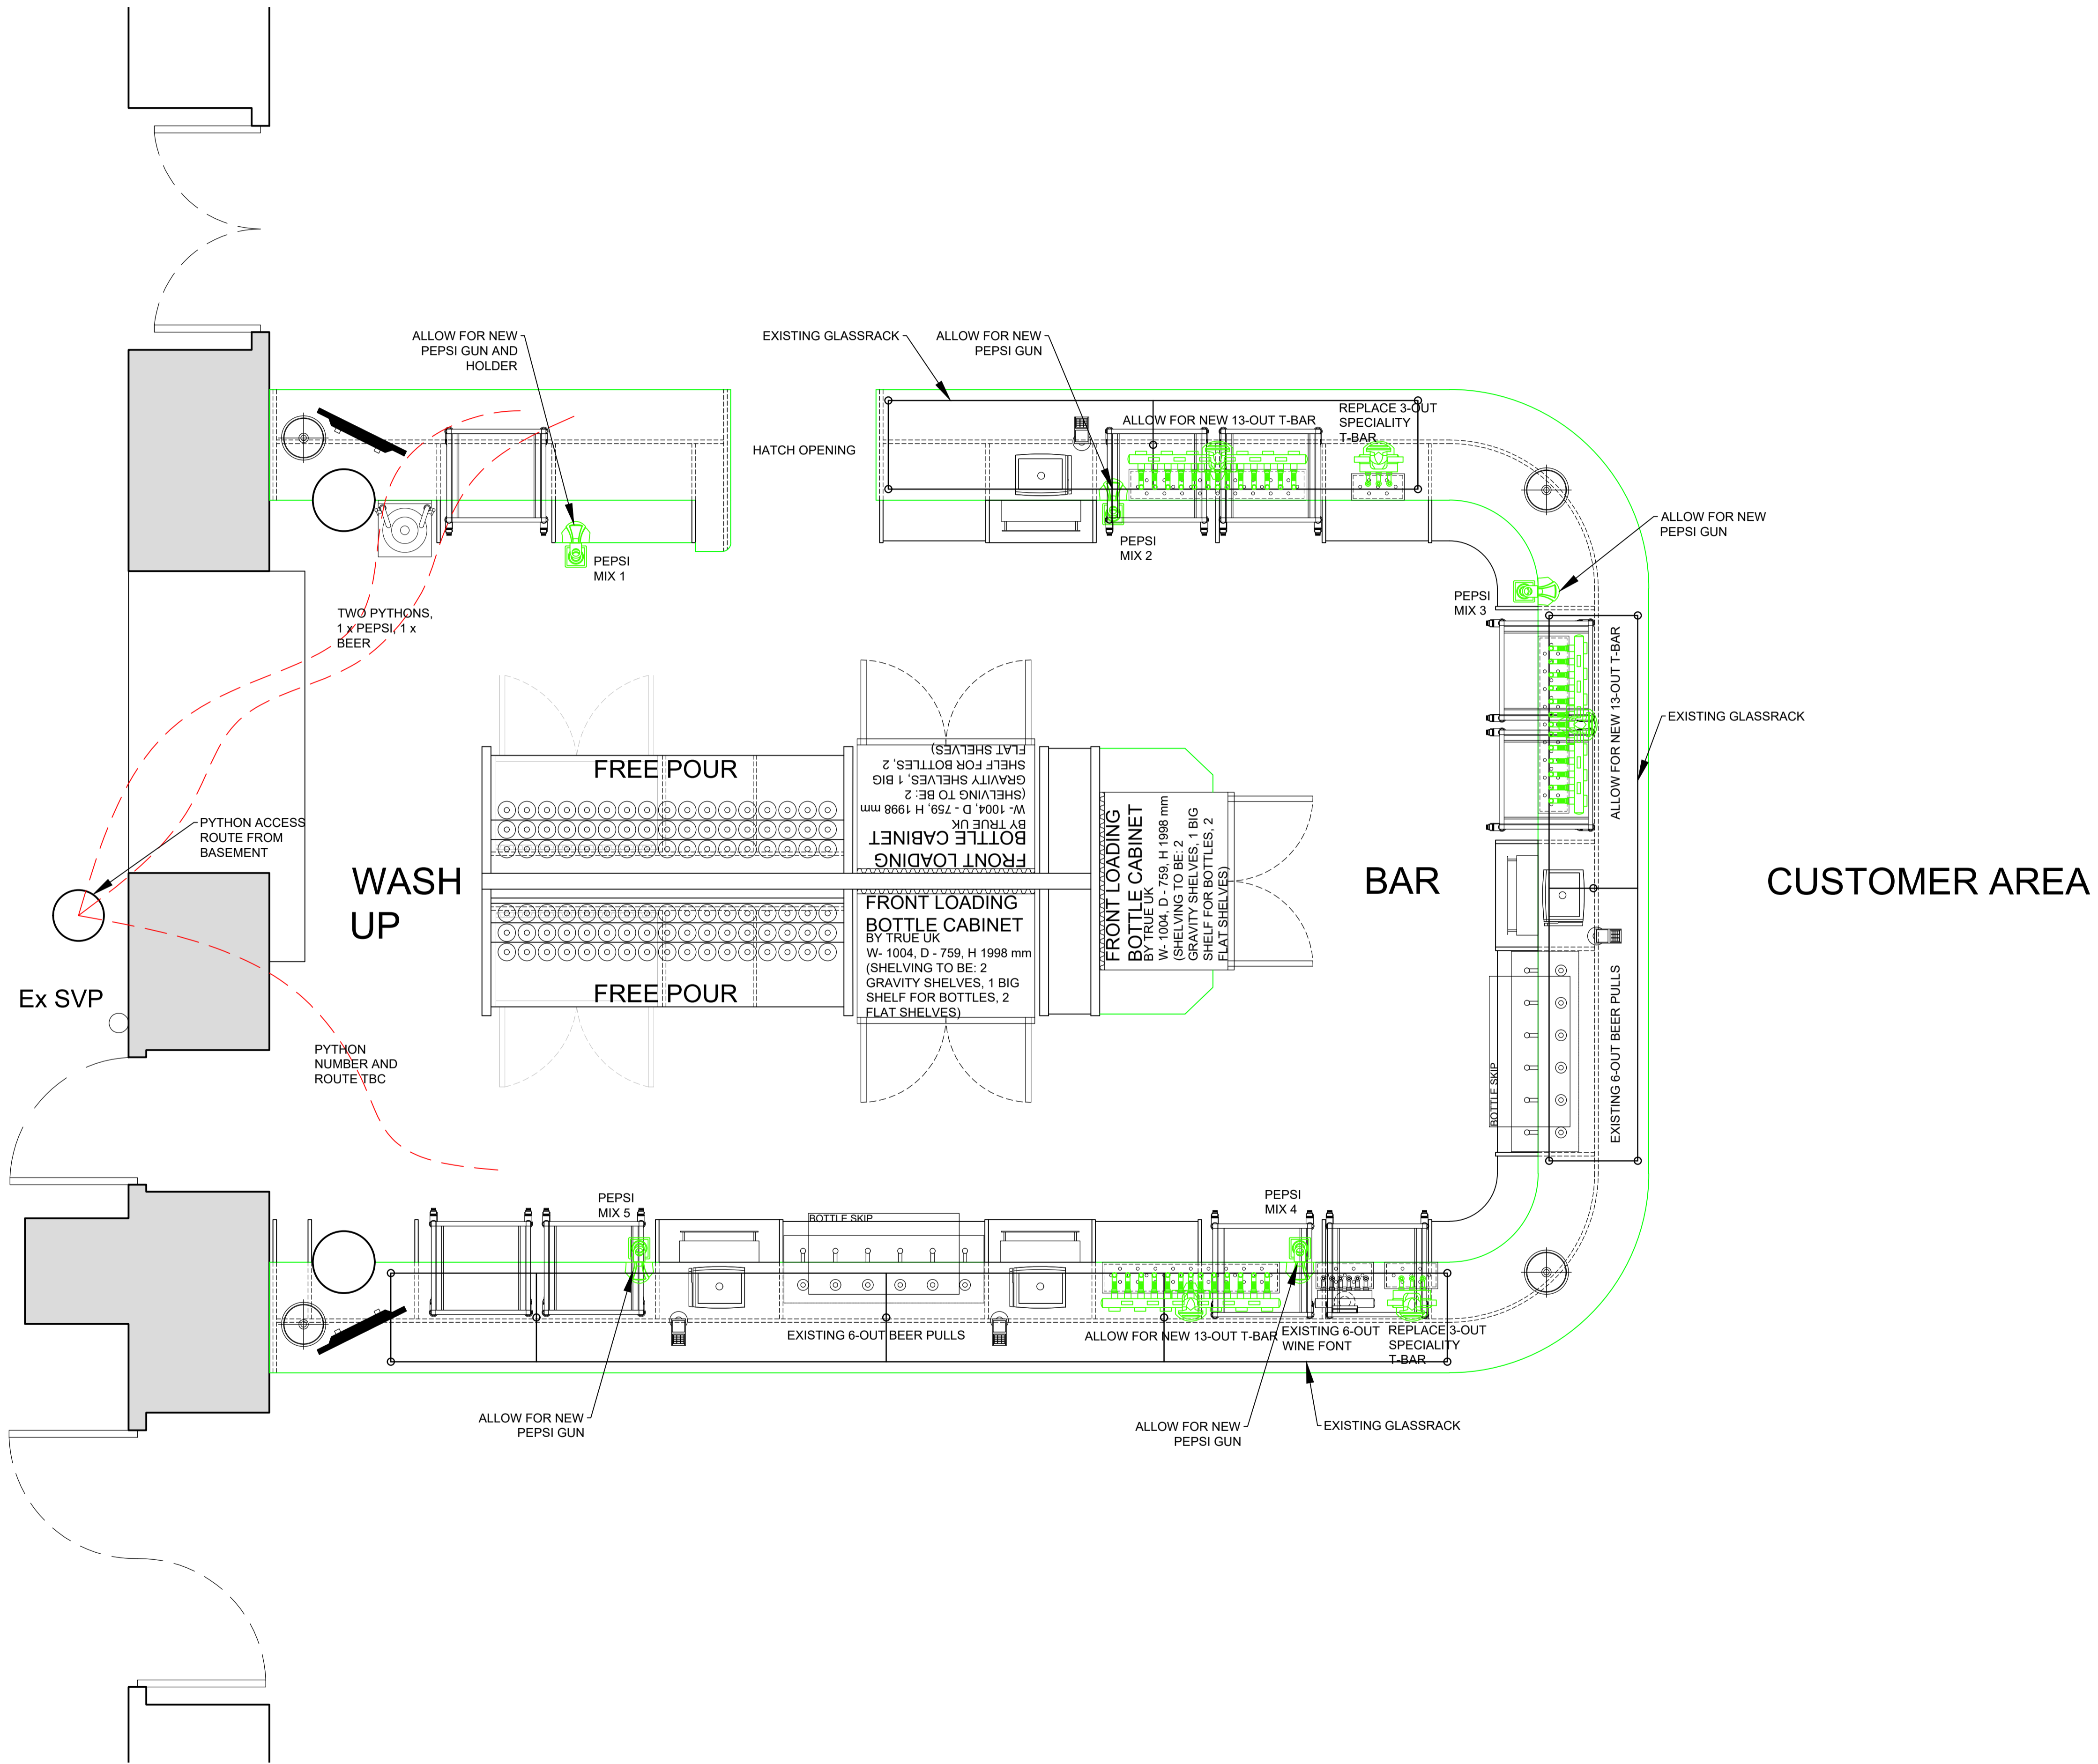 ALLOW FOR NEW
PEPSI GUN AND
HOLDER
EXISTING GLASSRACK
ALLOW FOR NEW
PEPSI GUN
ALLOW FOR NEW 13-OUT T-BAR
REPLACE 3-OUT
SPECIALITY
T-BAR
HATCH OPENING
ALLOW FOR NEW
PEPSI GUN
PEPSI
MIX 1
PEPSI
MIX 2
PEPSI
MIX 3
TWO PYTHONS,
1 x PEPSI, 1 x
BEER
ALLOW FOR NEW 13-OUT T-BAR
EXISTING GLASSRACK
FREE POUR
FRONT LOADING
BOTTLE CABINET
BY TRUE UK
W- 1004, D - 759, H 1998 mm
(SHELVING TO BE: 2
GRAVITY SHELVES, 1 BIG
SHELF FOR BOTTLES, 2
FLAT SHELVES)
PYTHON ACCESS
ROUTE FROM
BASEMENT
WASH
UP
FRONT LOADING
BOTTLE CABINET
BY TRUE UK
W- 1004, D - 759, H 1998 mm
(SHELVING TO BE: 2
GRAVITY SHELVES, 1 BIG
SHELF FOR BOTTLES, 2
FLAT SHELVES)
FRONT LOADING
BOTTLE CABINET
BY TRUE UK
W- 1004, D - 759, H 1998 mm
(SHELVING TO BE: 2
GRAVITY SHELVES, 1 BIG
SHELF FOR BOTTLES, 2
FLAT SHELVES)
BAR
CUSTOMER AREA
FREE POUR
Ex SVP
PYTHON
NUMBER AND
ROUTE TBC
BOTTLE SKIP
EXISTING 6-OUT BEER PULLS
PEPSI
MIX 5
BOTTLE SKIP
PEPSI
MIX 4
EXISTING 6-OUT BEER PULLS
ALLOW FOR NEW 13-OUT T-BAR
EXISTING 6-OUT
WINE FONT
REPLACE 3-OUT
SPECIALITY
T-BAR
ALLOW FOR NEW
PEPSI GUN
ALLOW FOR NEW
PEPSI GUN
EXISTING GLASSRACK